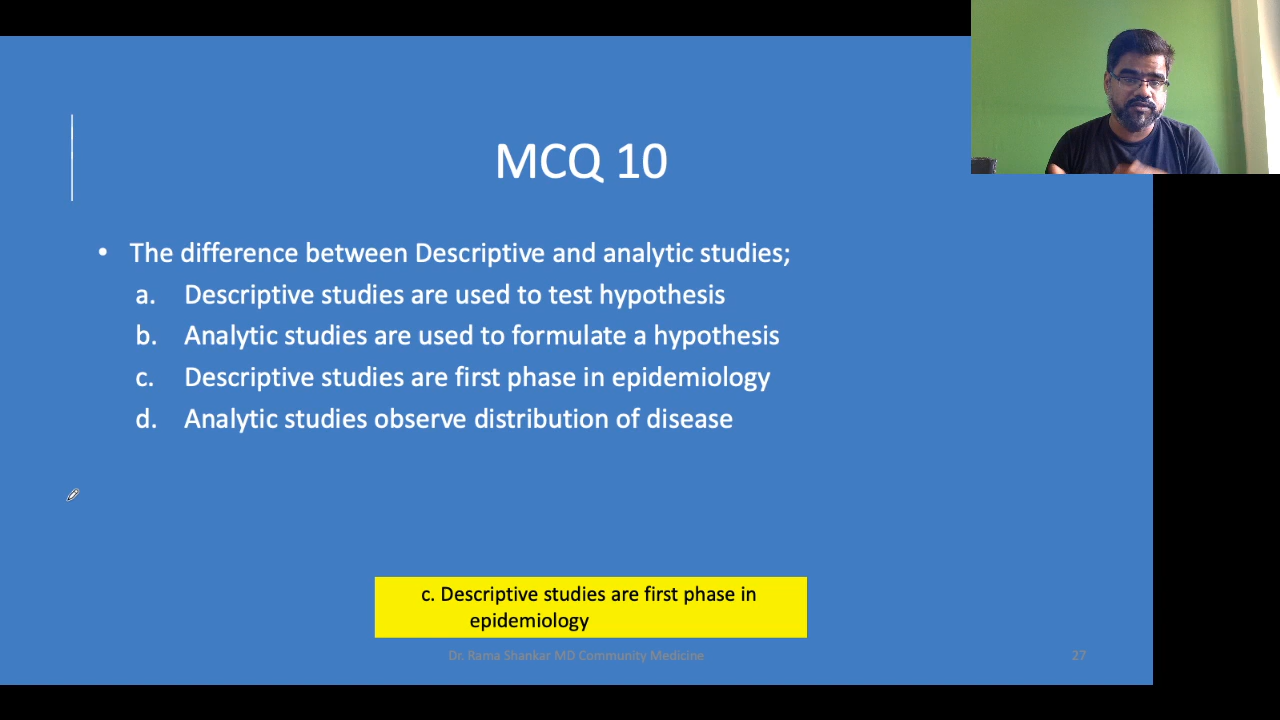 MCQ 10
• The difference between Descriptive and analytic studies;
a. Descriptive studies are used to test hypothesis
b. Analytic studies are used to formulate a hypothesis
c. Descriptive studies are first phase in epidemiology
d. Analytic studies observe distribution of disease
c. Descriptive studies are first phase in
epidemiology
Dr. Rama Shankar MD Community Medicine
27